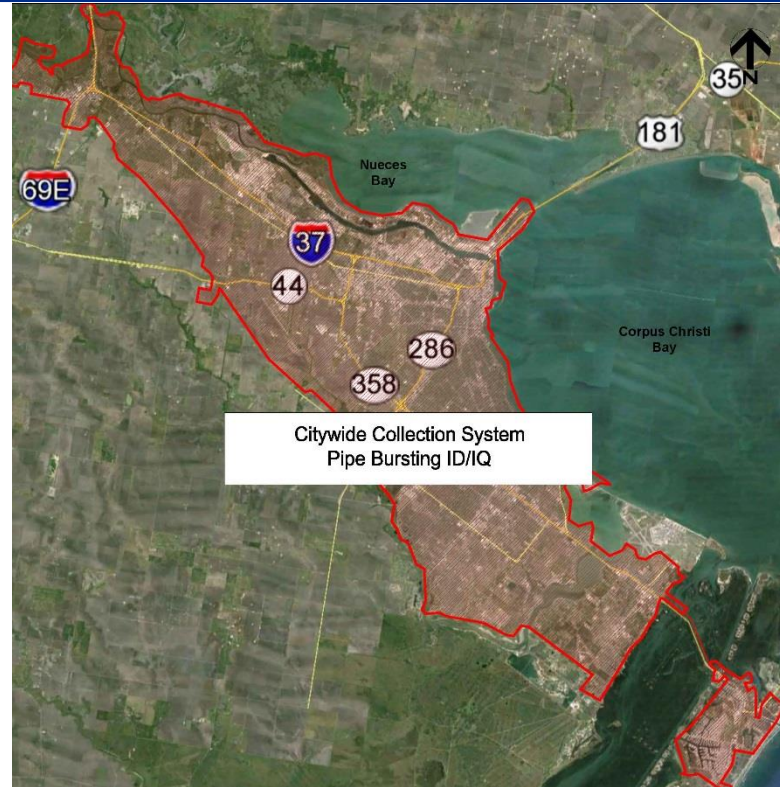 35
N
181
Nueces
Bay
69E
37
44
Corpus Christi
Bay
286
358
Citywide Collection System
Pipe Bursting ID/IQ